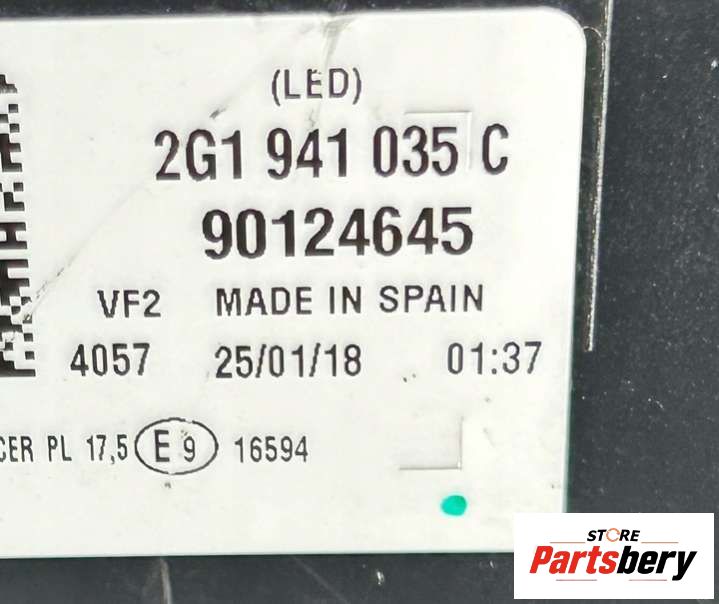 (LED)
2G1 941 035 C
90124645
VF2 MADE IN SPAIN
4057 25/01/18 01:37
CER PL 17,5 E 9 16594
STORE
Partsbery